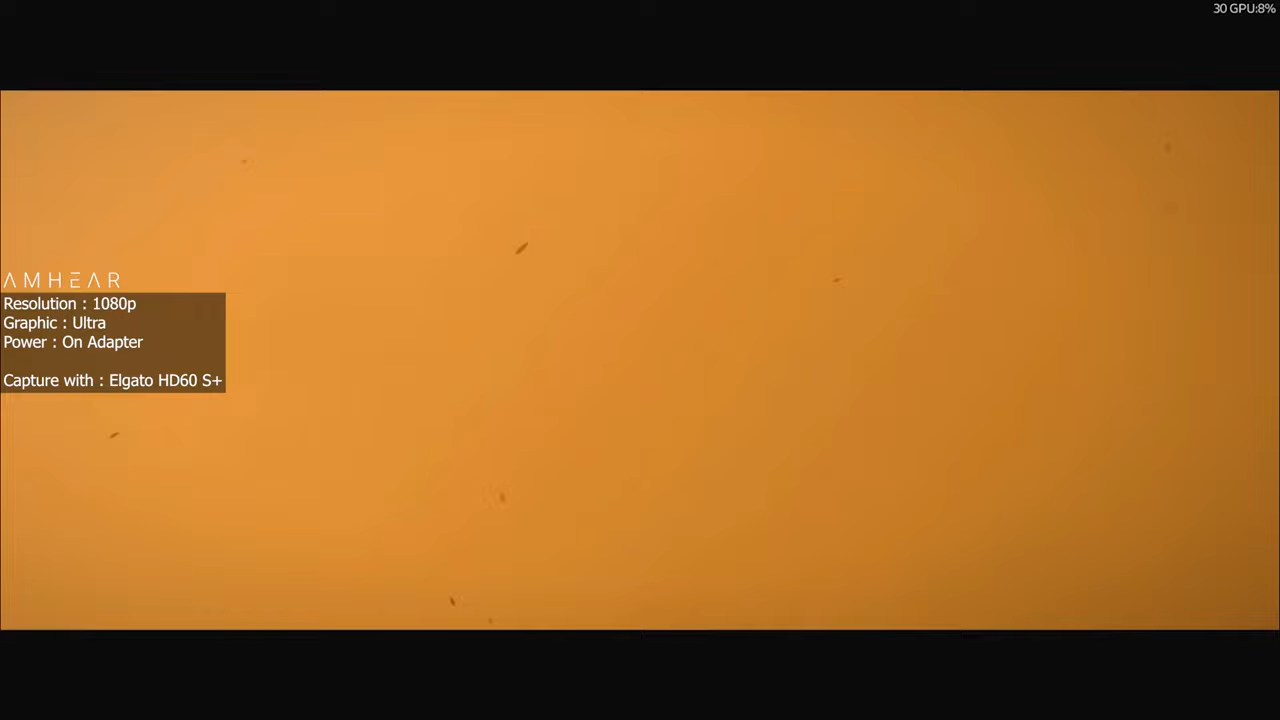 30 GPU:8%
AMHEAR
Resolution : 1080p
Graphic : Ultra
Power : On Adapter
Capture with : Elgato HD60 S+